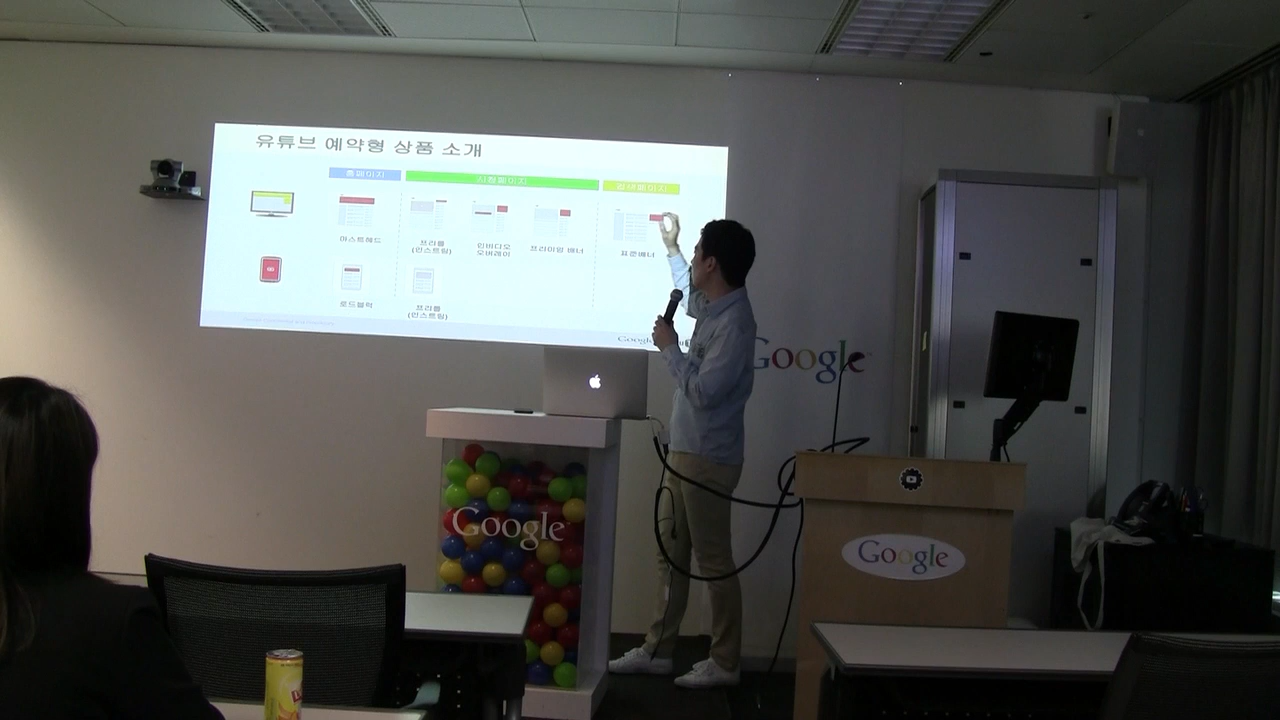 유튜브 예약형 상품 소개
홈페이지
시청페이지
검색페이지
마스트헤드
프리롤
(인스트림)
인비디오
오버레이
프라이밍 배너
표준배너
로드블럭
프리롤
(인스트림)
Google
Google
Google
Google